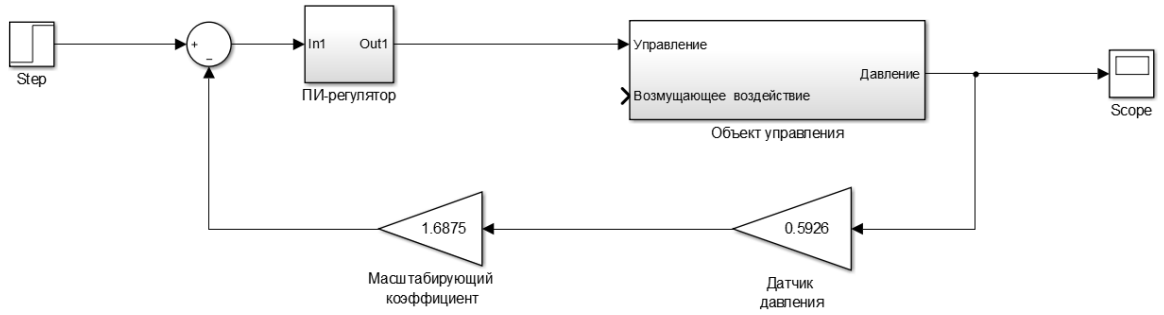 Step
+
−
In1
Out1
ПИ-регулятор
Управление
Давление
Возмущающее воздействие
Объект управления
Scope
1.6875
Масштабирующий
коэффициент
0.5926
Датчик
давления